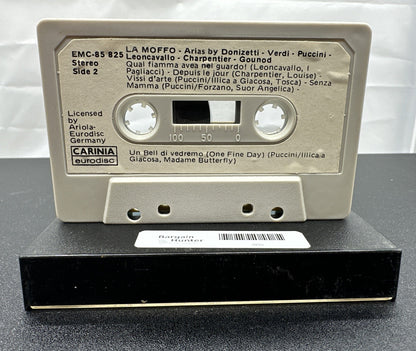 EMC-85 825
Stereo
Side 2
LA MOFFO - Arias by Donizetti - Verdi - Puccini -
Leoncavallo - Charpentier - Gounod
Qual fiamma avea nel guardo! (Leoncavallo, I
Pagliacci) - Depuis le jour (Charpentier, Louise) -
Vissi d'arte (Puccini/Illica a Giacosa, Tosca) - Senza
Mamma (Puccini/Forzano, Suor Angelica) -
Licensed
by
Ariola-
Eurodisc
Germany
CARINIA
eurodisc
100 50 0
Un Bell di vedremo (One Fine Day) (Puccini/Illica a
Giacosa, Madame Butterfly)
Bargain
Hunter